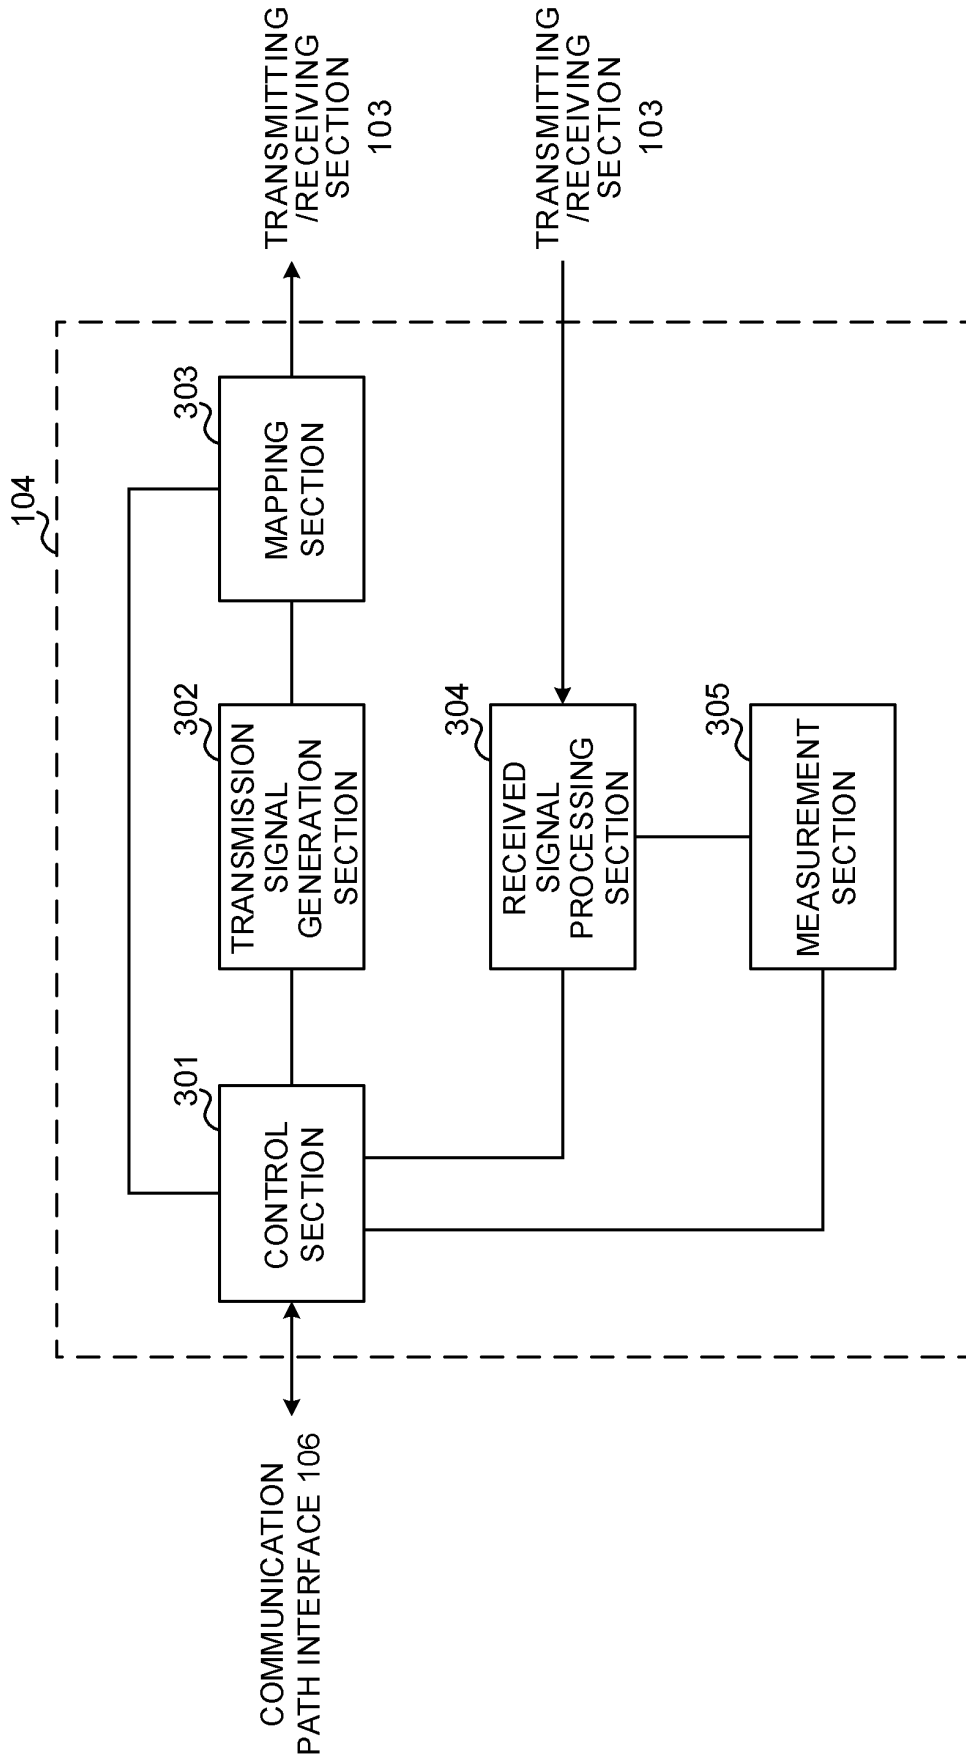 104
301
CONTROL
SECTION
302
TRANSMISSION
SIGNAL
GENERATION
SECTION
303
MAPPING
SECTION
TRANSMITTING
/RECEIVING
SECTION
103
COMMUNICATION
PATH INTERFACE 106
304
RECEIVED
SIGNAL
PROCESSING
SECTION
TRANSMITTING
/RECEIVING
SECTION
103
305
MEASUREMENT
SECTION